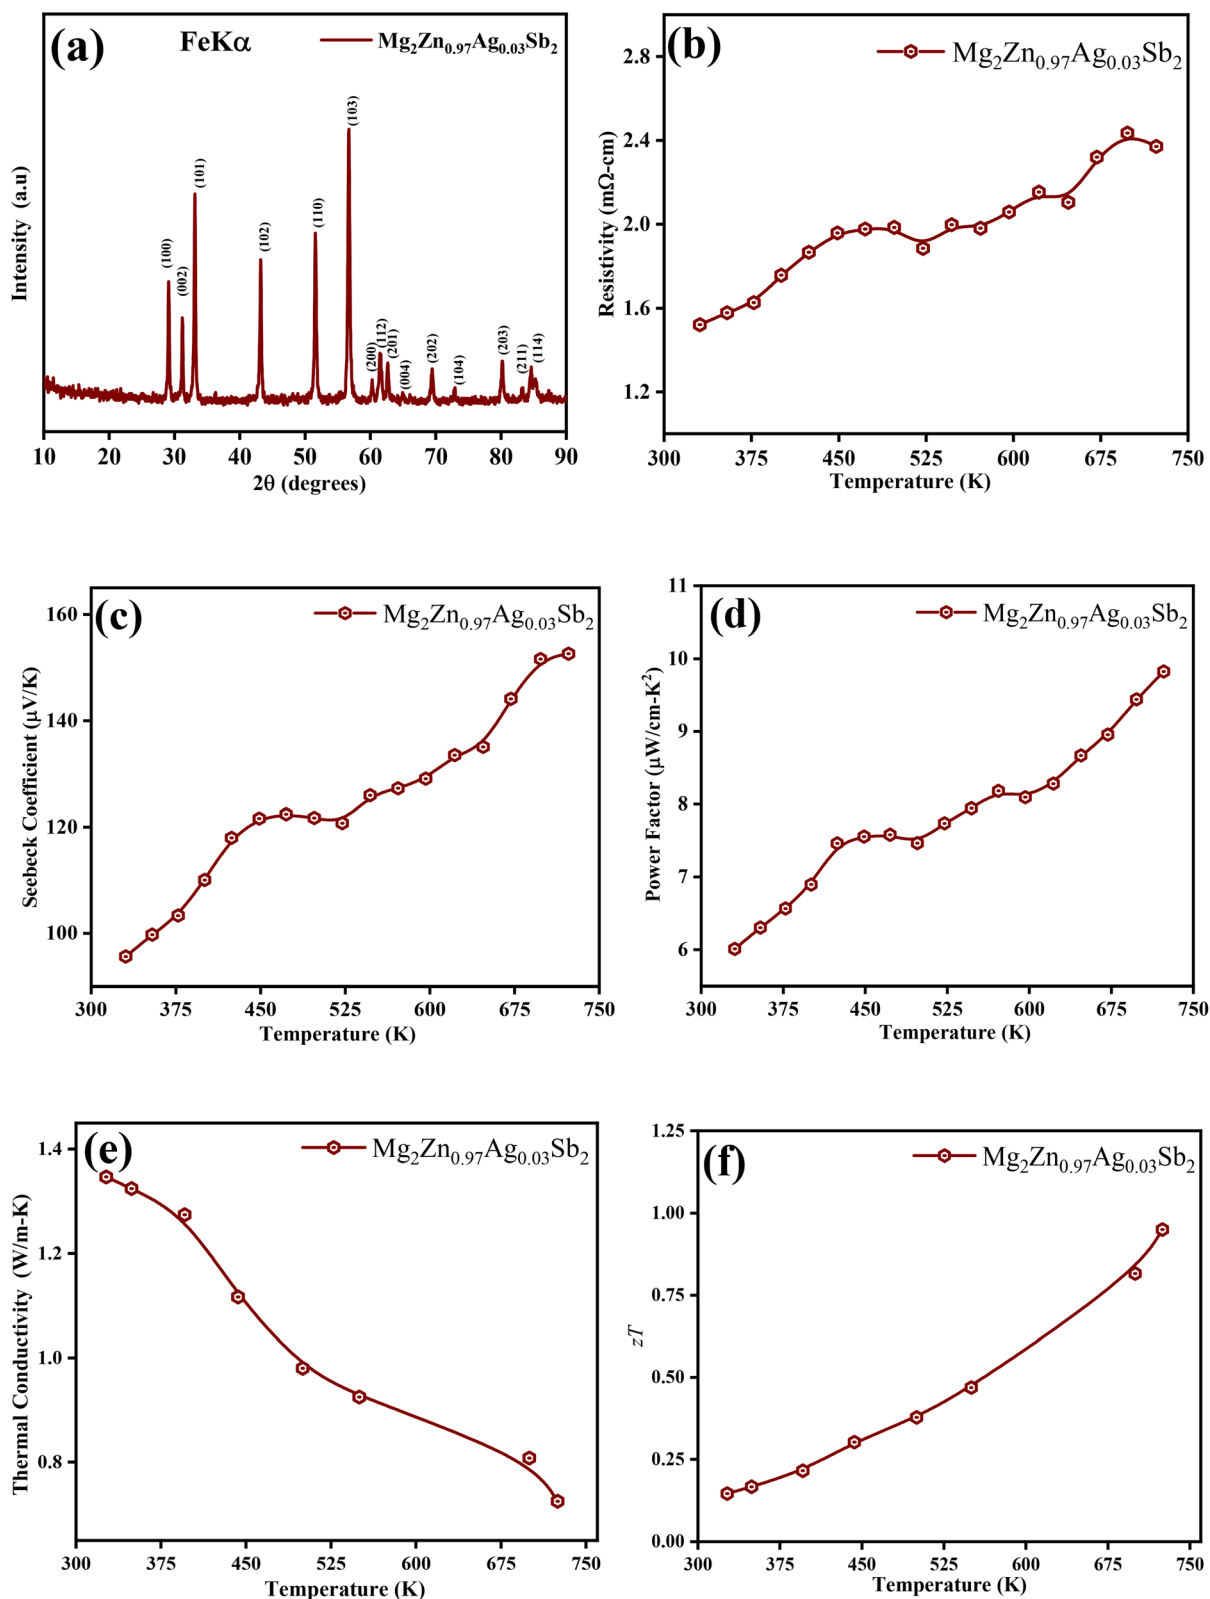 (a)
FeKα
Mg2Zn0.97Ag0.03Sb2
(100)
(002)
(101)
(102)
(110)
(103)
(200)
(112)
(201)
(004)
(202)
(104)
(203)
(211)
(114)
Intensity (a.u)
10 20 30 40 50 60 70 80 90
2θ (degrees)
(b)
Mg2Zn0.97Ag0.03Sb2
2.8
2.4
2.0
1.6
1.2
Resistivity (mΩ-cm)
300 375 450 525 600 675 750
Temperature (K)
(c)
Mg2Zn0.97Ag0.03Sb2
160
140
120
100
Seebeck Coefficient (μV/K)
300 375 450 525 600 675 750
Temperature (K)
(d)
Mg2Zn0.97Ag0.03Sb2
11
10
9
8
7
6
Power Factor (μW/cm-K2)
300 375 450 525 600 675 750
Temperature (K)
(e)
Mg2Zn0.97Ag0.03Sb2
1.4
1.2
1.0
0.8
Thermal Conductivity (W/m-K)
300 375 450 525 600 675 750
Temperature (K)
(f)
Mg2Zn0.97Ag0.03Sb2
1.25
1.00
0.75
0.50
0.25
0.00
zT
300 375 450 525 600 675 750
Temperature (K)